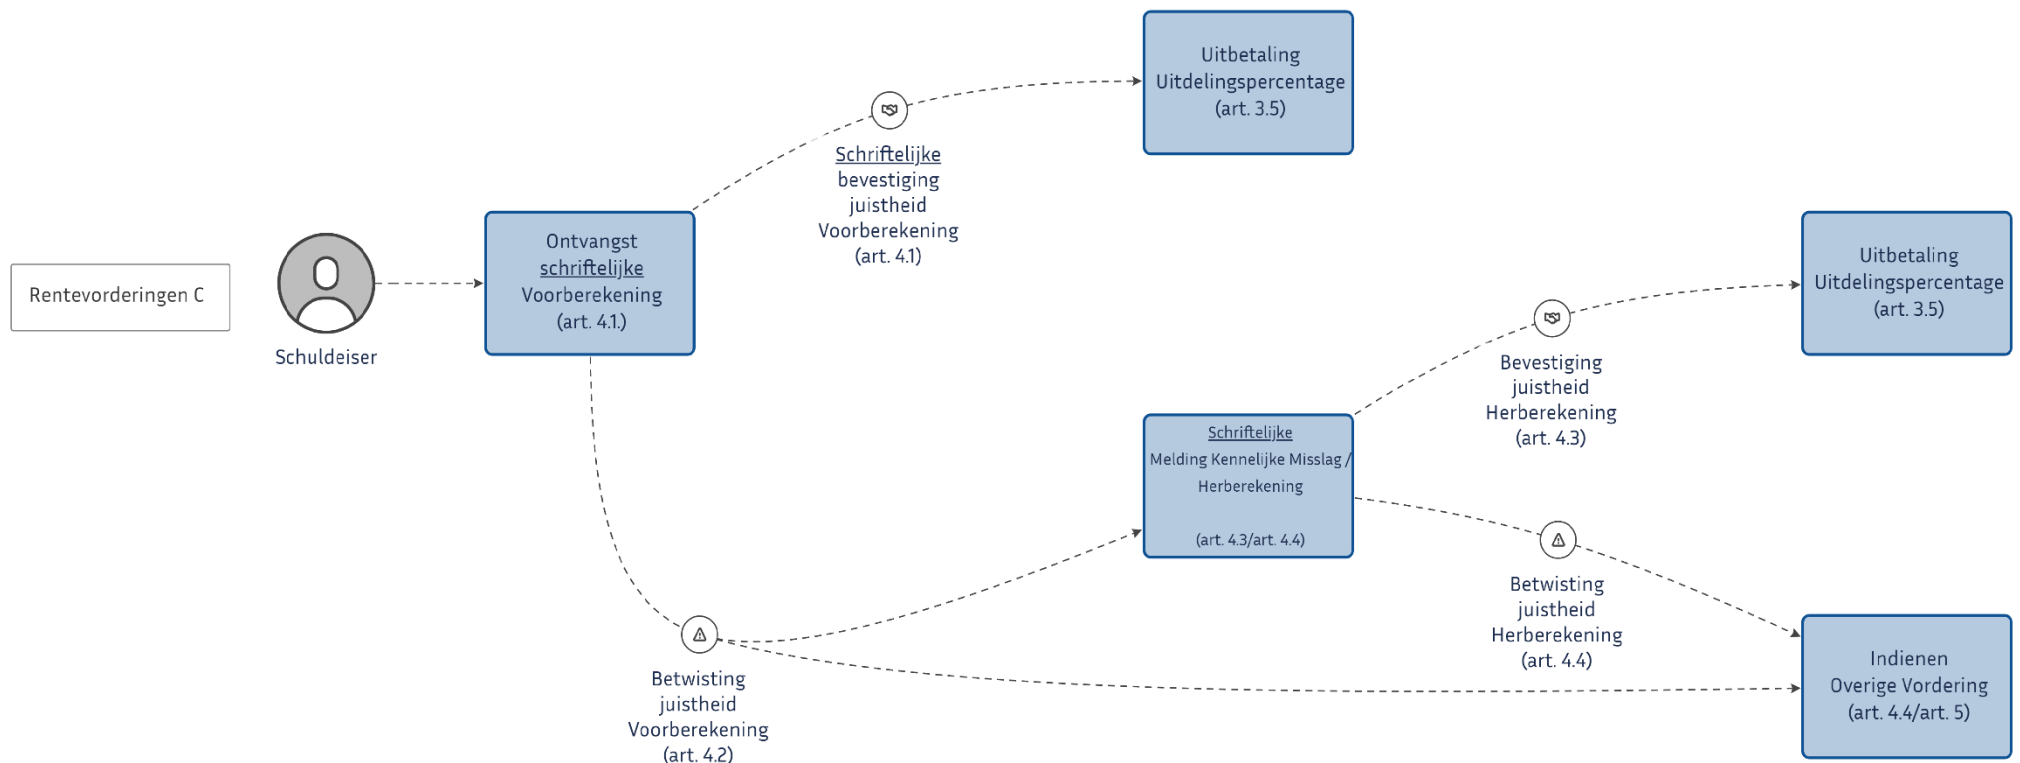 Rentevorderingen C
Schuldeiser
Ontvangst
schriftelijke
Voorberekening
(art. 4.1.)
Schriftelijke
bevestiging
juistheid
Voorberekening
(art. 4.1)
Uitbetaling
Uitdelingspercentage
(art. 3.5)
Betwisting
juistheid
Voorberekening
(art. 4.2)
Schriftelijke
Melding Kennelijke Misslag /
Herberekening
(art. 4.3/art. 4.4)
Bevestiging
juistheid
Herberekening
(art. 4.3)
Uitbetaling
Uitdelingspercentage
(art. 3.5)
Betwisting
juistheid
Herberekening
(art. 4.4)
Indienen
Overige Vordering
(art. 4.4/art. 5)